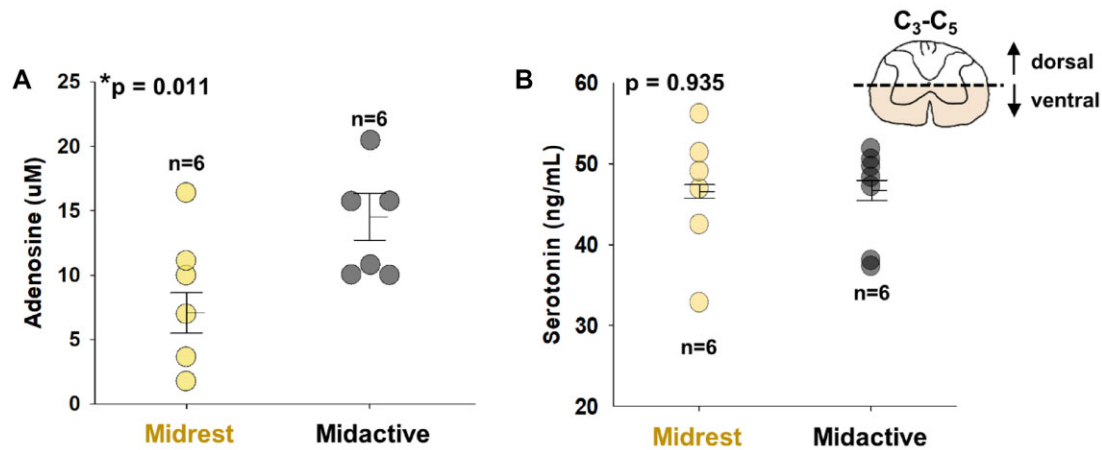 A
*p = 0.011
Adenosine (uM)
25
20
15
10
5
0
n=6
n=6
Midrest
Midactive
B
p = 0.935
C3-C5
dorsal
ventral
Serotonin (ng/mL)
60
50
40
30
20
n=6
n=6
Midrest
Midactive